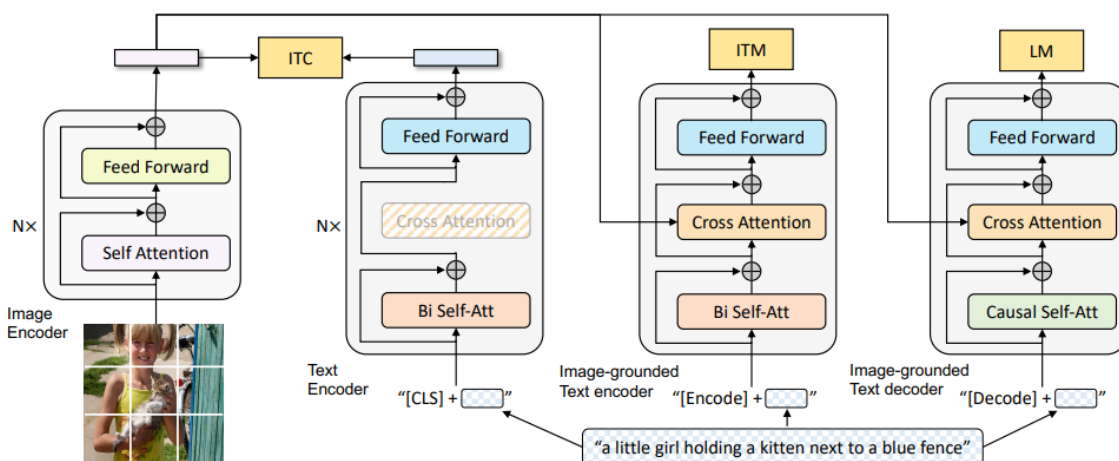 ITC
ITM
LM
Feed Forward
Self Attention
N×
Image
Encoder
Feed Forward
Cross Attention
Bi Self-Att
N×
Text
Encoder
"[CLS] + "
Feed Forward
Cross Attention
Bi Self-Att
Image-grounded
Text encoder
"[Encode] + "
Feed Forward
Cross Attention
Causal Self-Att
Image-grounded
Text decoder
"[Decode] + "
"a little girl holding a kitten next to a blue fence"